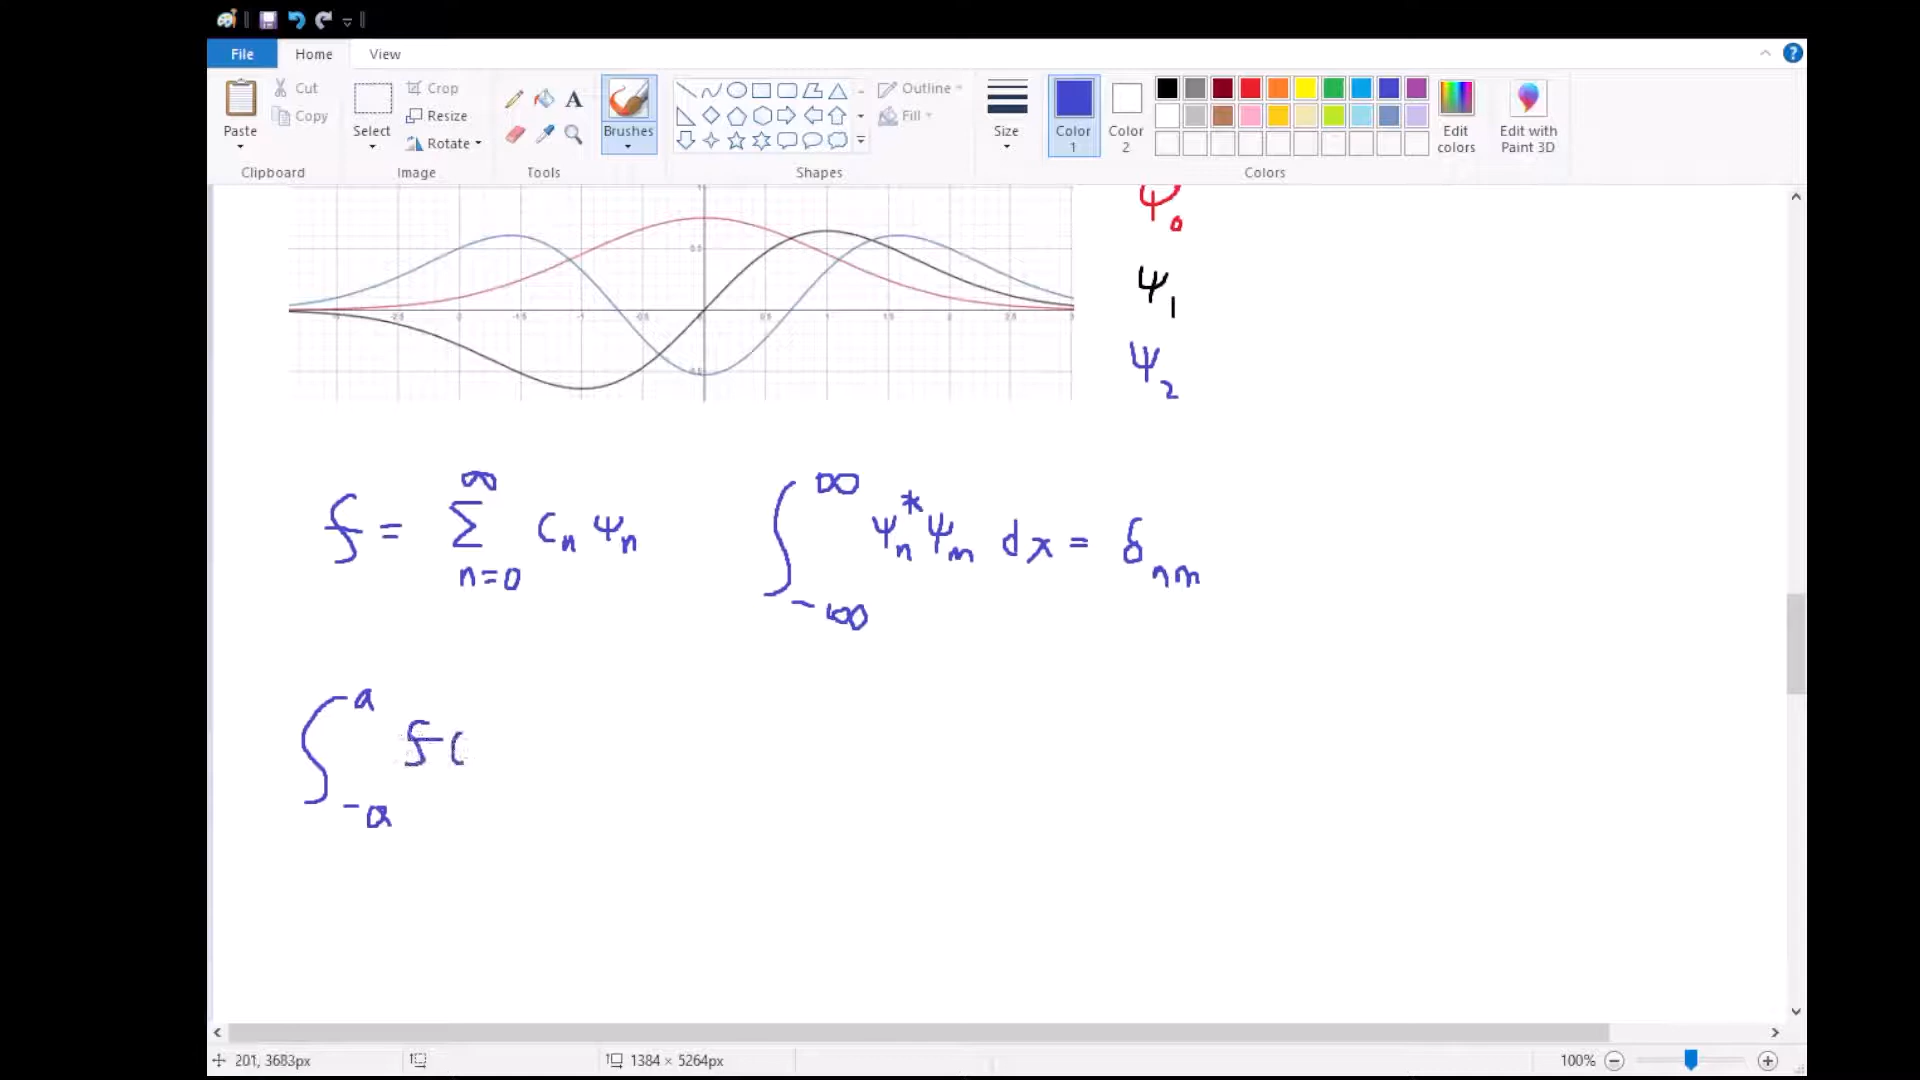 File Home View
Paste Cut Copy Clipboard
Select Crop Resize Rotate Image
A Tools
Brushes
Outline Fill Shapes
Size
Color 1 Color 2 Edit colors Edit with Paint 3D Colors
ψ₀
ψ₁
ψ₂
f = ∑_{n=0}^{∞} cₙ ψₙ
∫_{-∞}^{∞} ψₙ* ψₘ dx = δₙₘ
∫_{-a}^{a} f(
201, 3683px
1384 × 5264px
100%